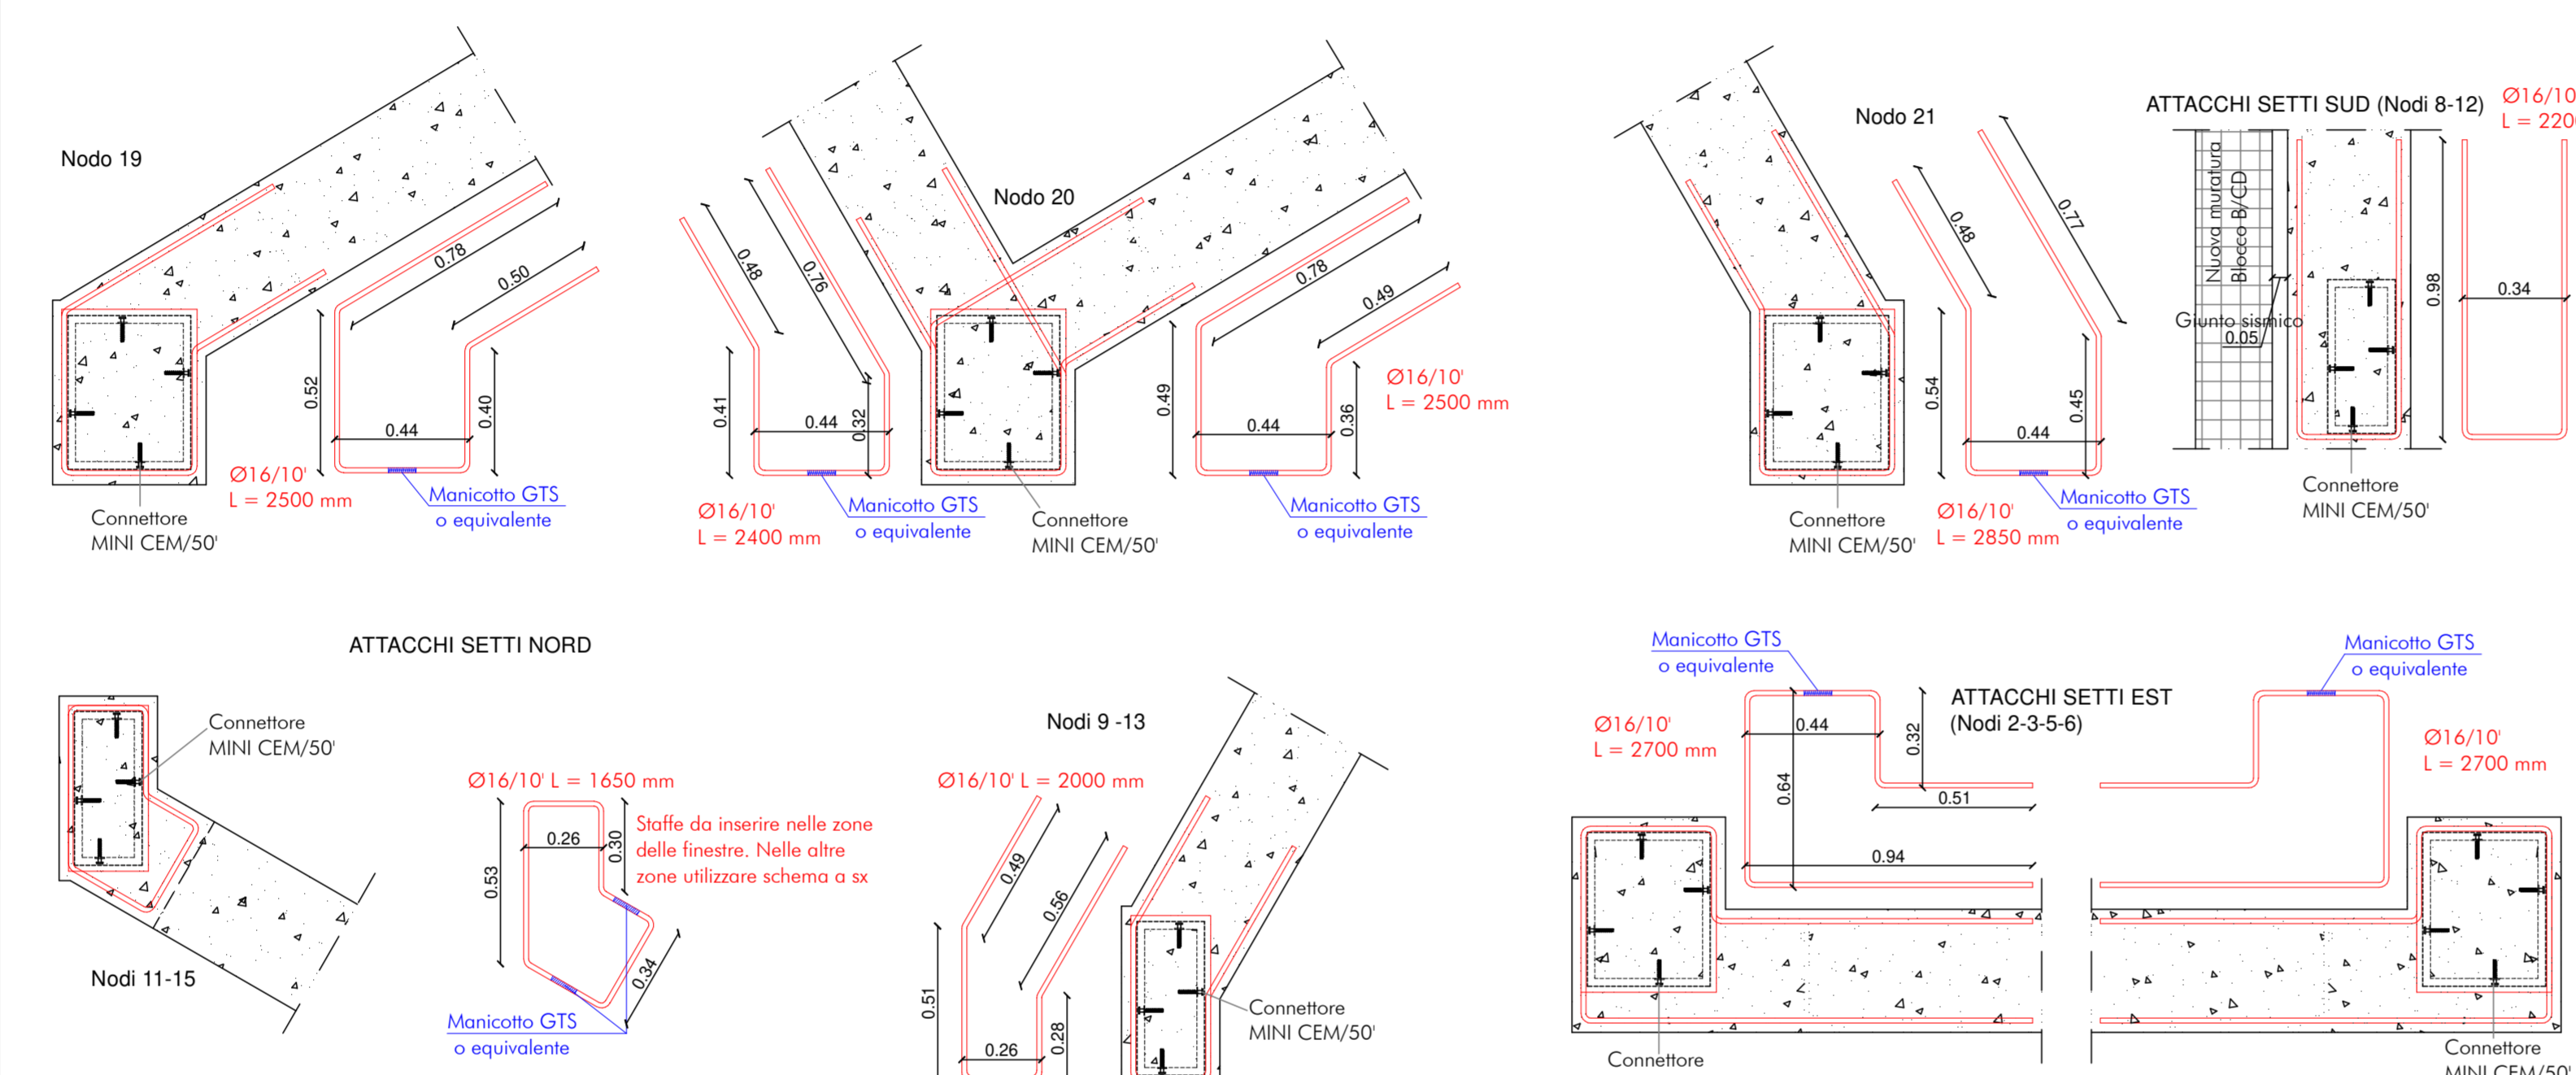 Nodo 19
0.78
0.50
0.52
0.40
0.44
Ø16/10'
L = 2500 mm
Manicotto GTS
o equivalente
Connettore
MINI CEM/50'
Nodo 20
0.48
0.76
0.41
0.44
0.32
Ø16/10'
L = 2400 mm
Manicotto GTS
o equivalente
Connettore
MINI CEM/50'
0.78
0.49
0.49
0.44
0.36
Ø16/10'
L = 2500 mm
Manicotto GTS
o equivalente
Nodo 21
0.48
0.77
0.54
0.45
0.44
Connettore
MINI CEM/50'
Ø16/10'
L = 2850 mm
Manicotto GTS
o equivalente
ATTACCHI SETTI SUD (Nodi 8-12)
Ø16/10
L = 220
Nuova muratura
Blocco B/CD
Giunto sismico
0.05
0.98
0.34
Connettore
MINI CEM/50'
ATTACCHI SETTI NORD
Connettore
MINI CEM/50'
Nodi 11-15
Ø16/10' L = 1650 mm
0.26
0.30
0.53
0.34
Staffe da inserire nelle zone
delle finestre. Nelle altre
zone utilizzare schema a sx
Manicotto GTS
o equivalente
Nodi 9 -13
Ø16/10' L = 2000 mm
0.49
0.56
0.51
0.28
0.26
Connettore
MINI CEM/50'
Manicotto GTS
o equivalente
Ø16/10'
L = 2700 mm
0.44
0.32
0.64
0.51
0.94
ATTACCHI SETTI EST
(Nodi 2-3-5-6)
Manicotto GTS
o equivalente
Ø16/10'
L = 2700 mm
Connettore
Connettore
MINI CEM/50'